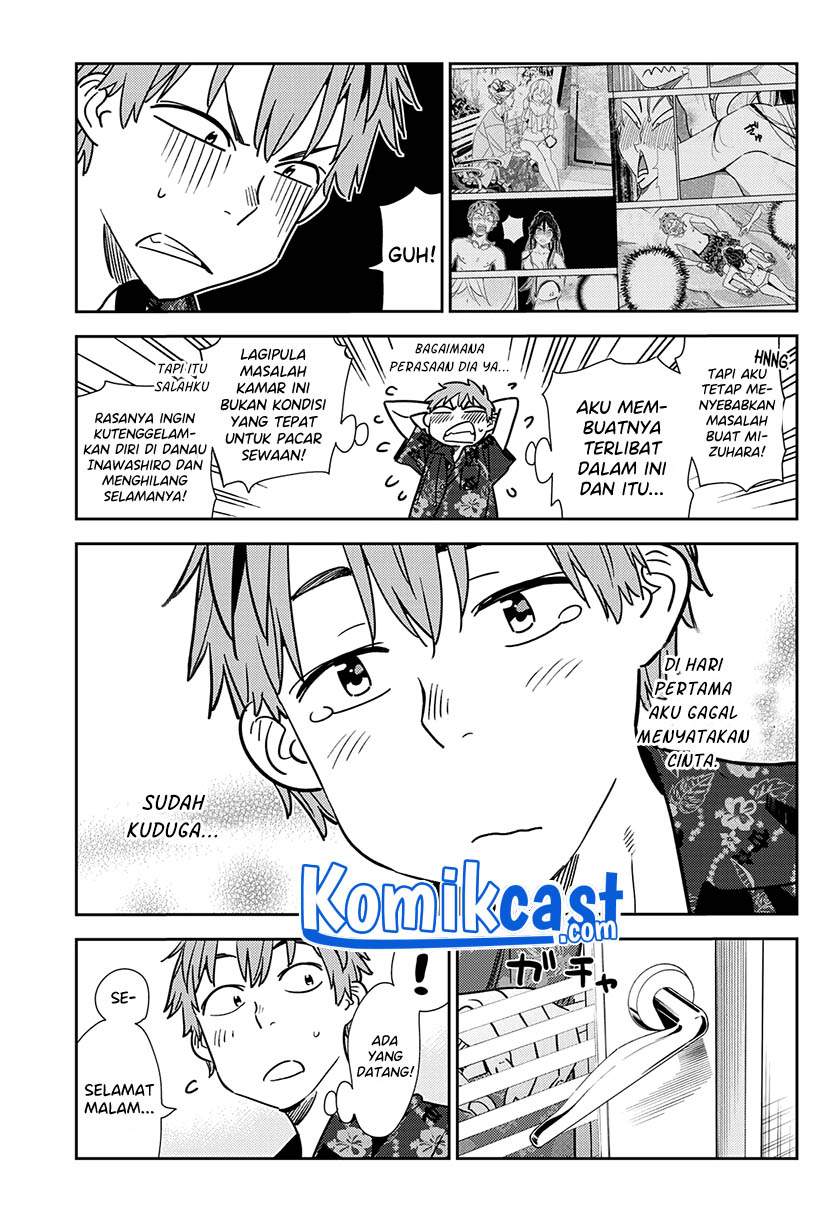 GUH!
HNNG
TAPI AKU
TETAP ME-
NYEBABKAN
MASALAH
BUAT MI-
ZUHARA!
AKU MEM-
BUATNYA
TERLIBAT
DALAM INI
DAN ITU...
BAGAIMANA
PERASAAN DIA YA...
LAGIPULA
MASALAH
KAMAR INI
BUKAN KONDISI
YANG TEPAT
UNTUK PACAR
SEWAAN!
TAPI ITU
SALAHKU
RASANYA INGIN
KUTENGGELAM-
KAN DIRI DI DANAU
INAWASHIRO DAN
MENGHILANG
SELAMANYA!
DI HARI
PERTAMA
AKU GAGAL
MENYATAKAN
CINTA.
SUDAH
KUDUGA...
Komikcast
.com
ガチャ
!
ADA
YANG
DATANG!
SE-
SELAMAT
MALAM...